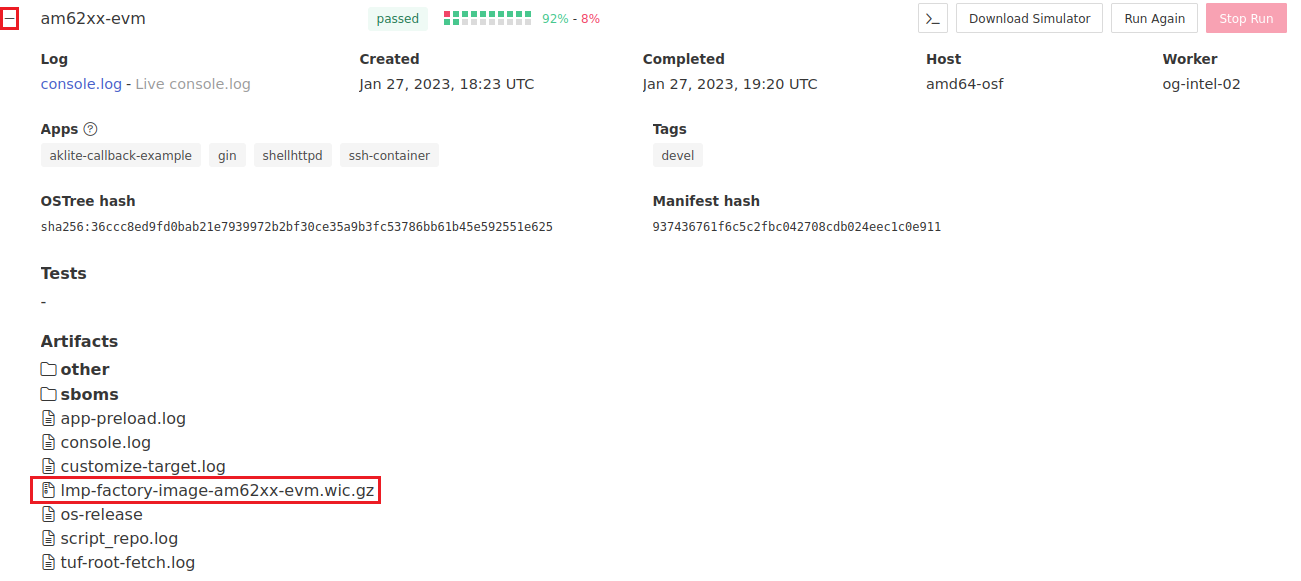 am62xx-evm passed 92% - 8% >_ Download Simulator Run Again Stop Run
Log Created Completed Host Worker
console.log - Live console.log Jan 27, 2023, 18:23 UTC Jan 27, 2023, 19:20 UTC amd64-osf og-intel-02
Apps ? Tags
aklite-callback-example gin shellhttpd ssh-container devel
OSTree hash Manifest hash
sha256:36ccc8ed9fd0bab21e7939972b2bf30ce35a9b3fc53786bb61b45e592551e625 937436761f6c5c2fbc042708cdb024eec1c0e911
Tests
-
Artifacts
other
sboms
app-preload.log
console.log
customize-target.log
lmp-factory-image-am62xx-evm.wic.gz
os-release
script_repo.log
tuf-root-fetch.log